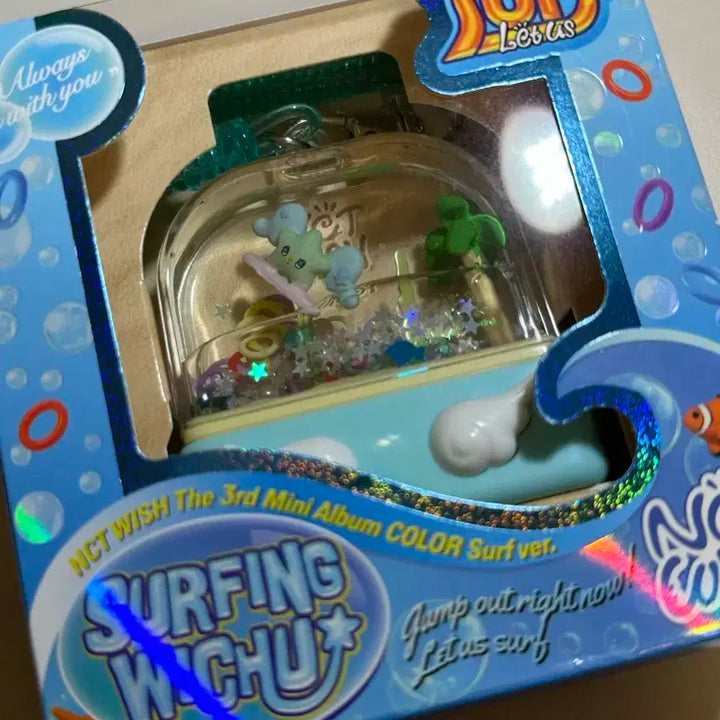 Always
with you
Let us
NCT WISH The 3rd Mini Album COLOR Surf ver.
SURFING
WICHU
Jump out right now!
Let us surf